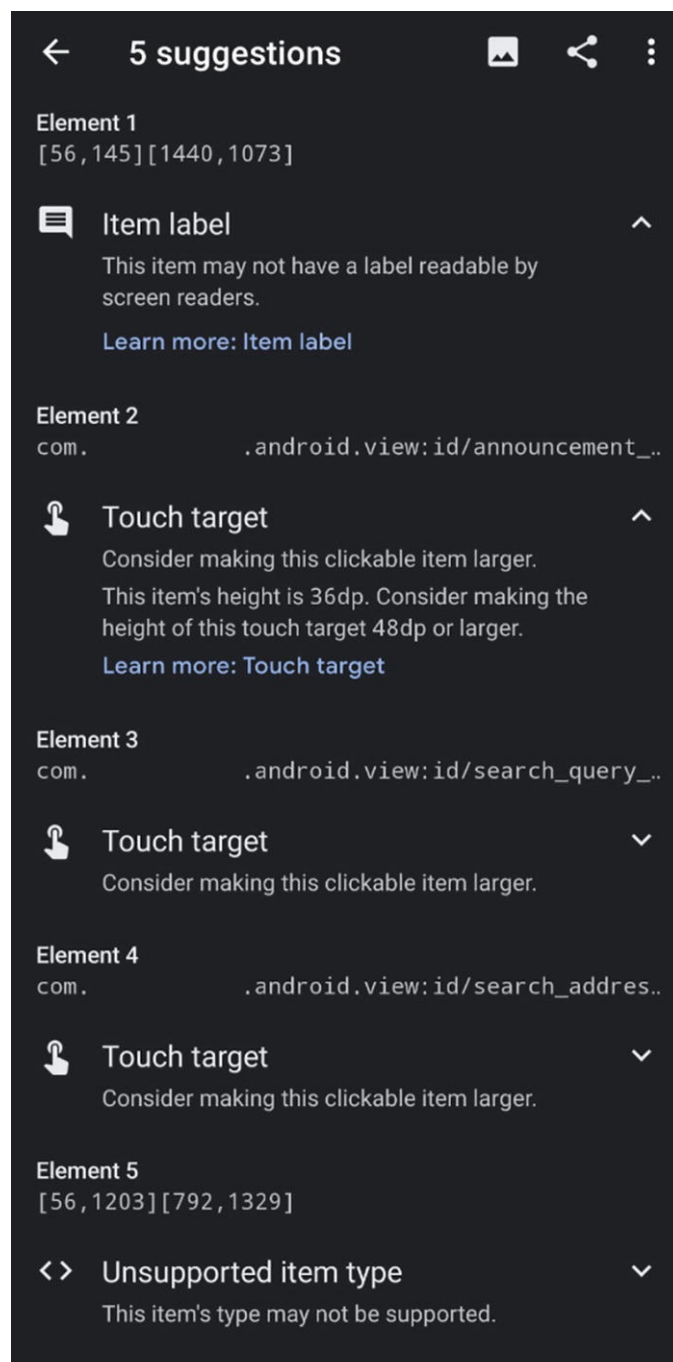 5 suggestions
Element 1
[56,145][1440,1073]
Item label
This item may not have a label readable by
screen readers.
Learn more: Item label
Element 2
com. .android.view:id/announcement_..
Touch target
Consider making this clickable item larger.
This item's height is 36dp. Consider making the
height of this touch target 48dp or larger.
Learn more: Touch target
Element 3
com. .android.view:id/search_query_..
Touch target
Consider making this clickable item larger.
Element 4
com. .android.view:id/search_addres..
Touch target
Consider making this clickable item larger.
Element 5
[56,1203][792,1329]
Unsupported item type
This item's type may not be supported.